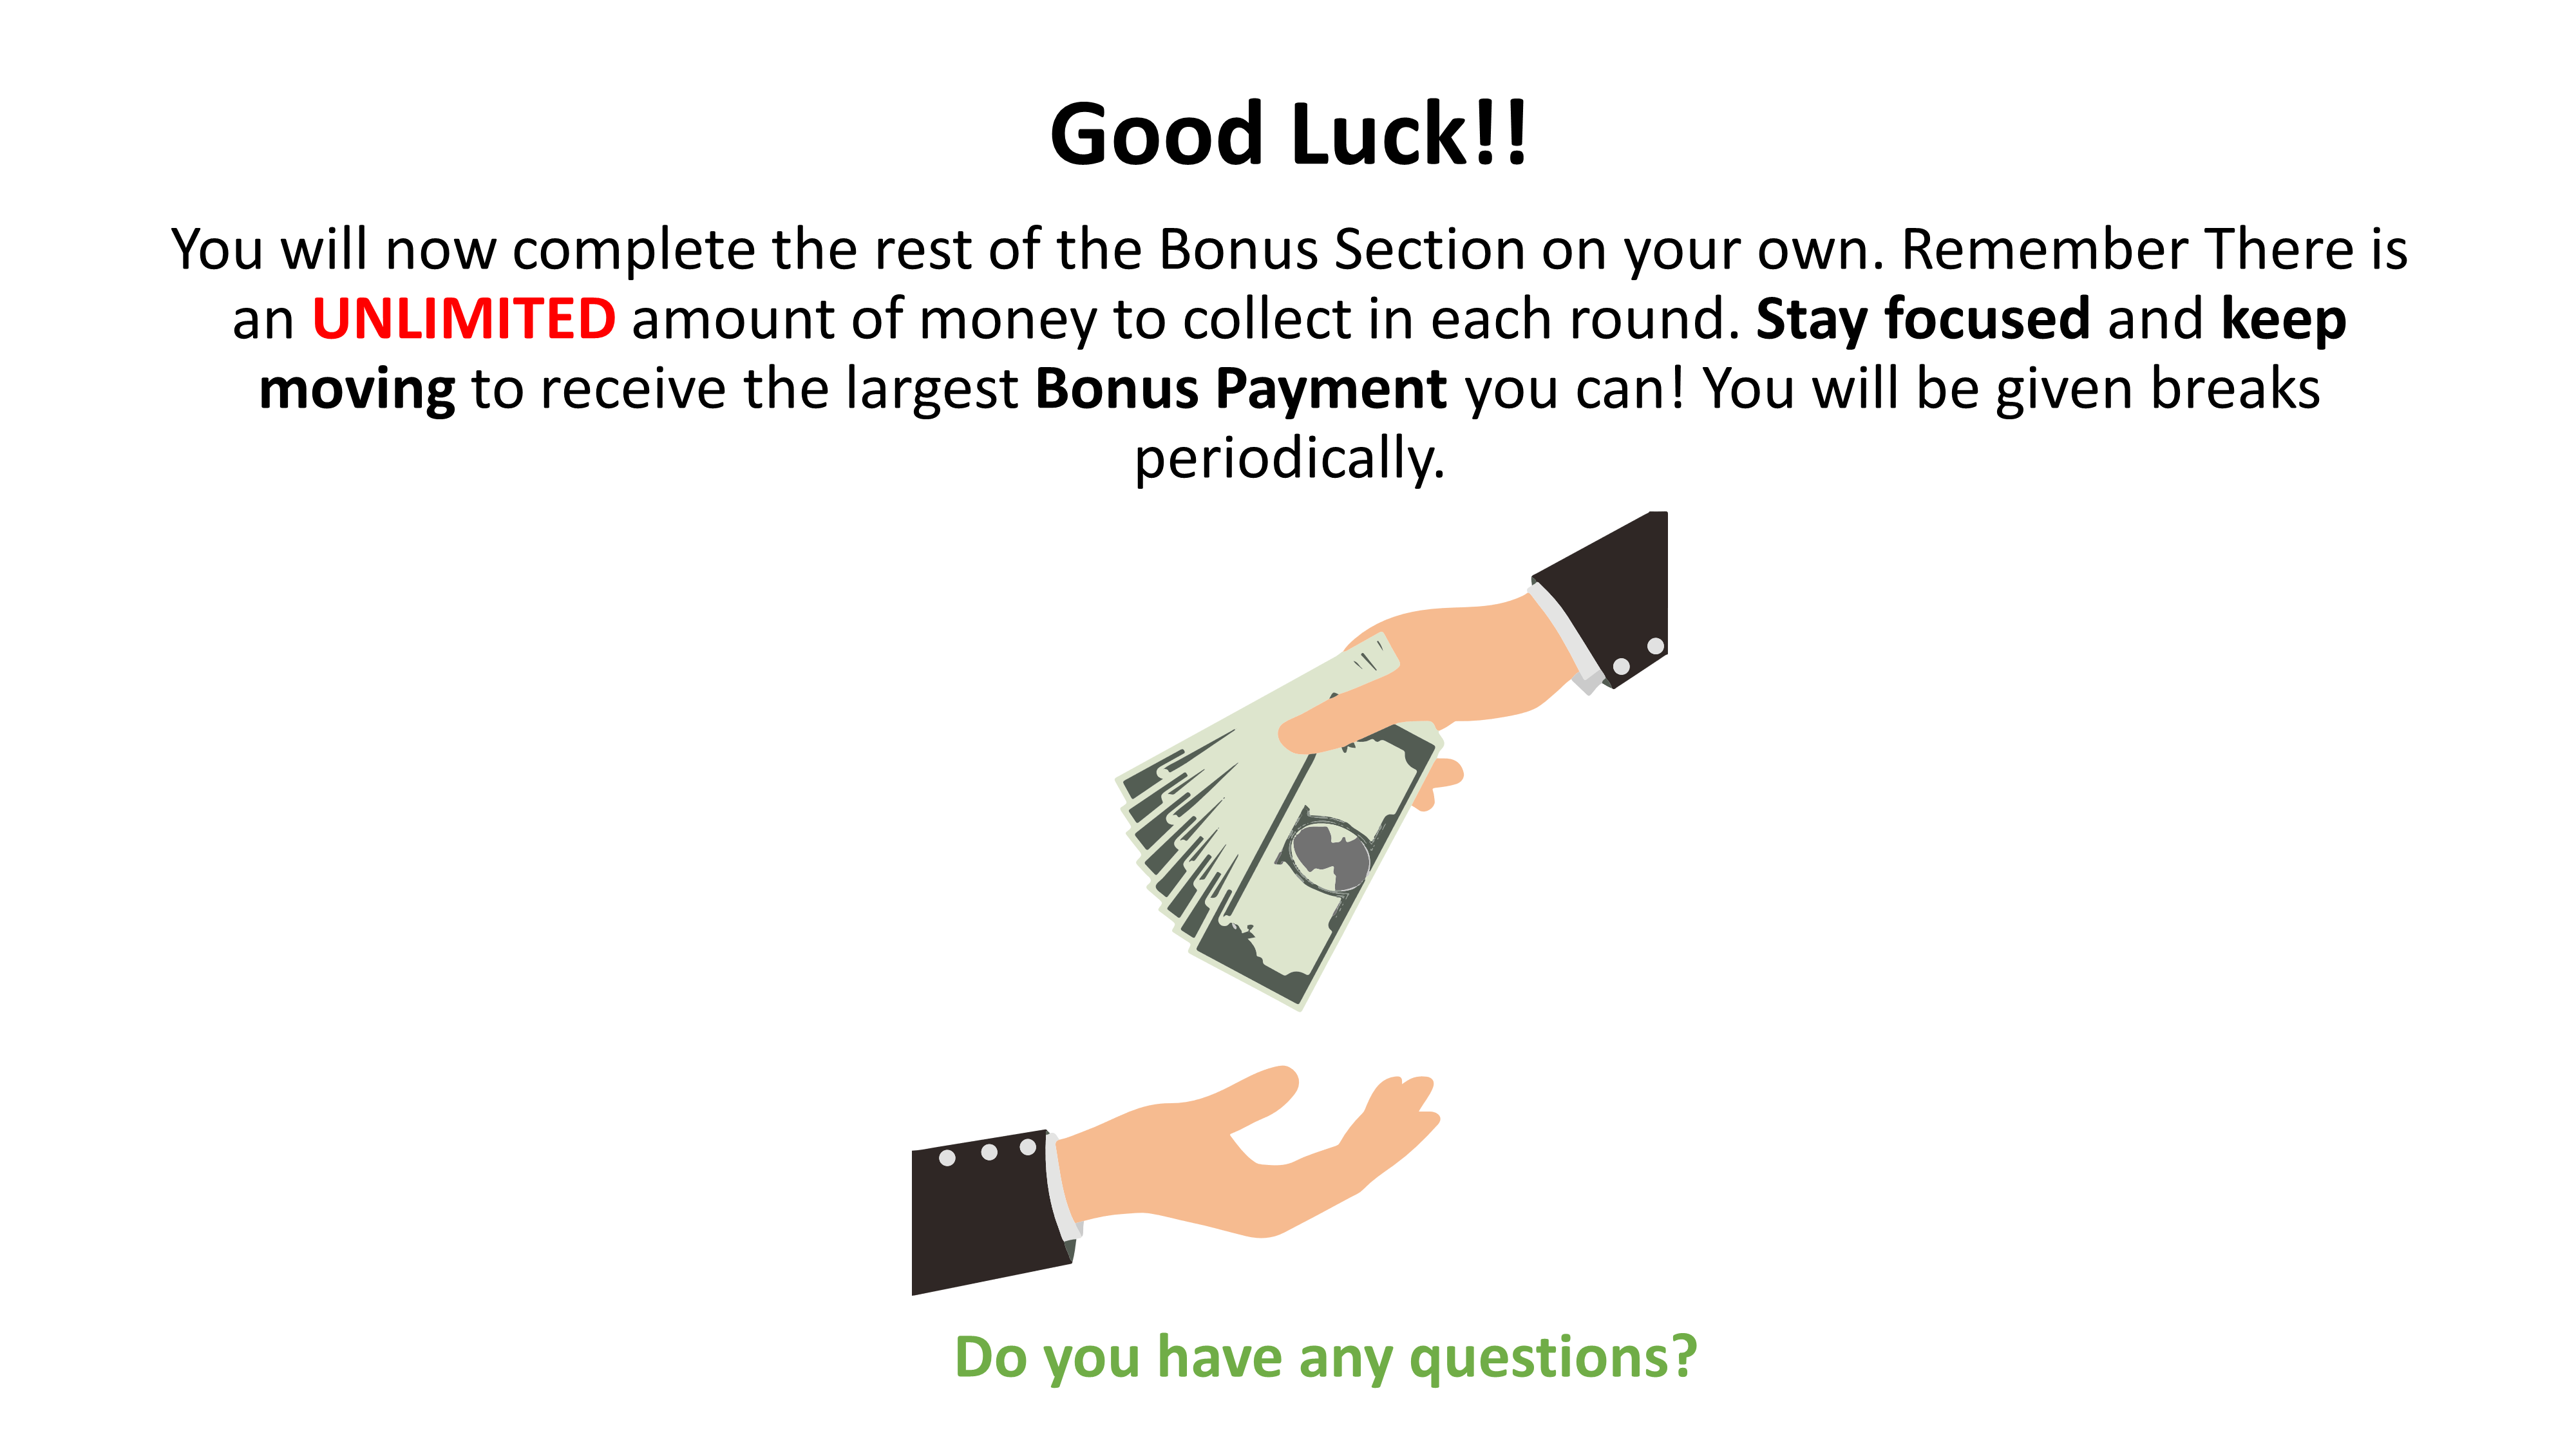 Good Luck!!
You will now complete the rest of the Bonus Section on your own. Remember There is
an UNLIMITED amount of money to collect in each round. Stay focused and keep
moving to receive the largest Bonus Payment you can! You will be given breaks
periodically.
Do you have any questions?